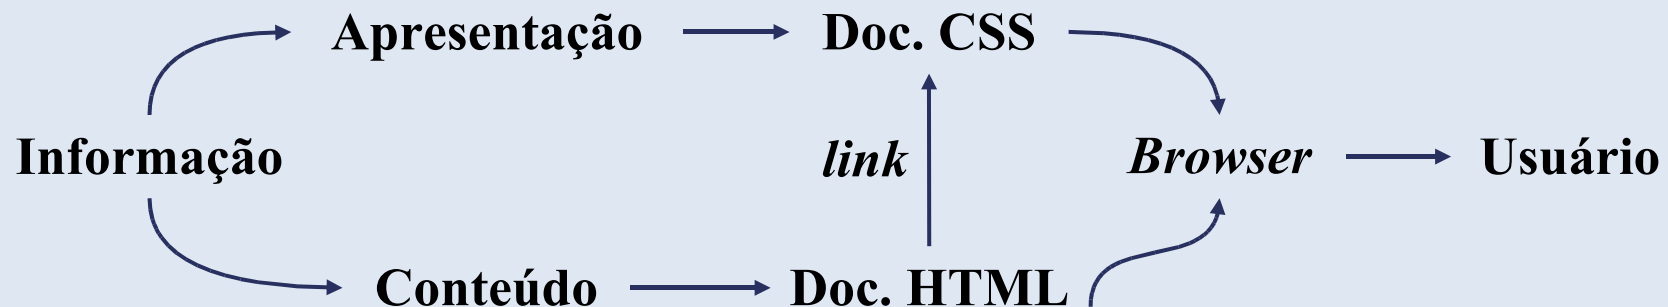 Apresentação Doc. CSS
Informação link Browser Usuário
Conteúdo Doc. HTML